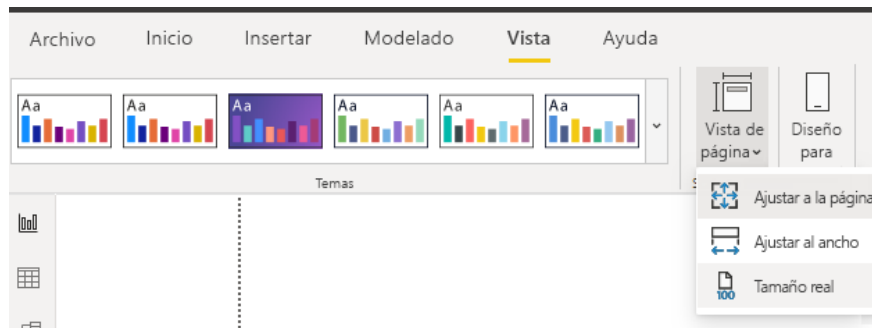 Archivo Inicio Insertar Modelado Vista Ayuda
Aa Aa Aa Aa Aa Aa
Vista de
página
Diseño
para
Temas
Ajustar a la página
Ajustar al ancho
100 Tamaño real